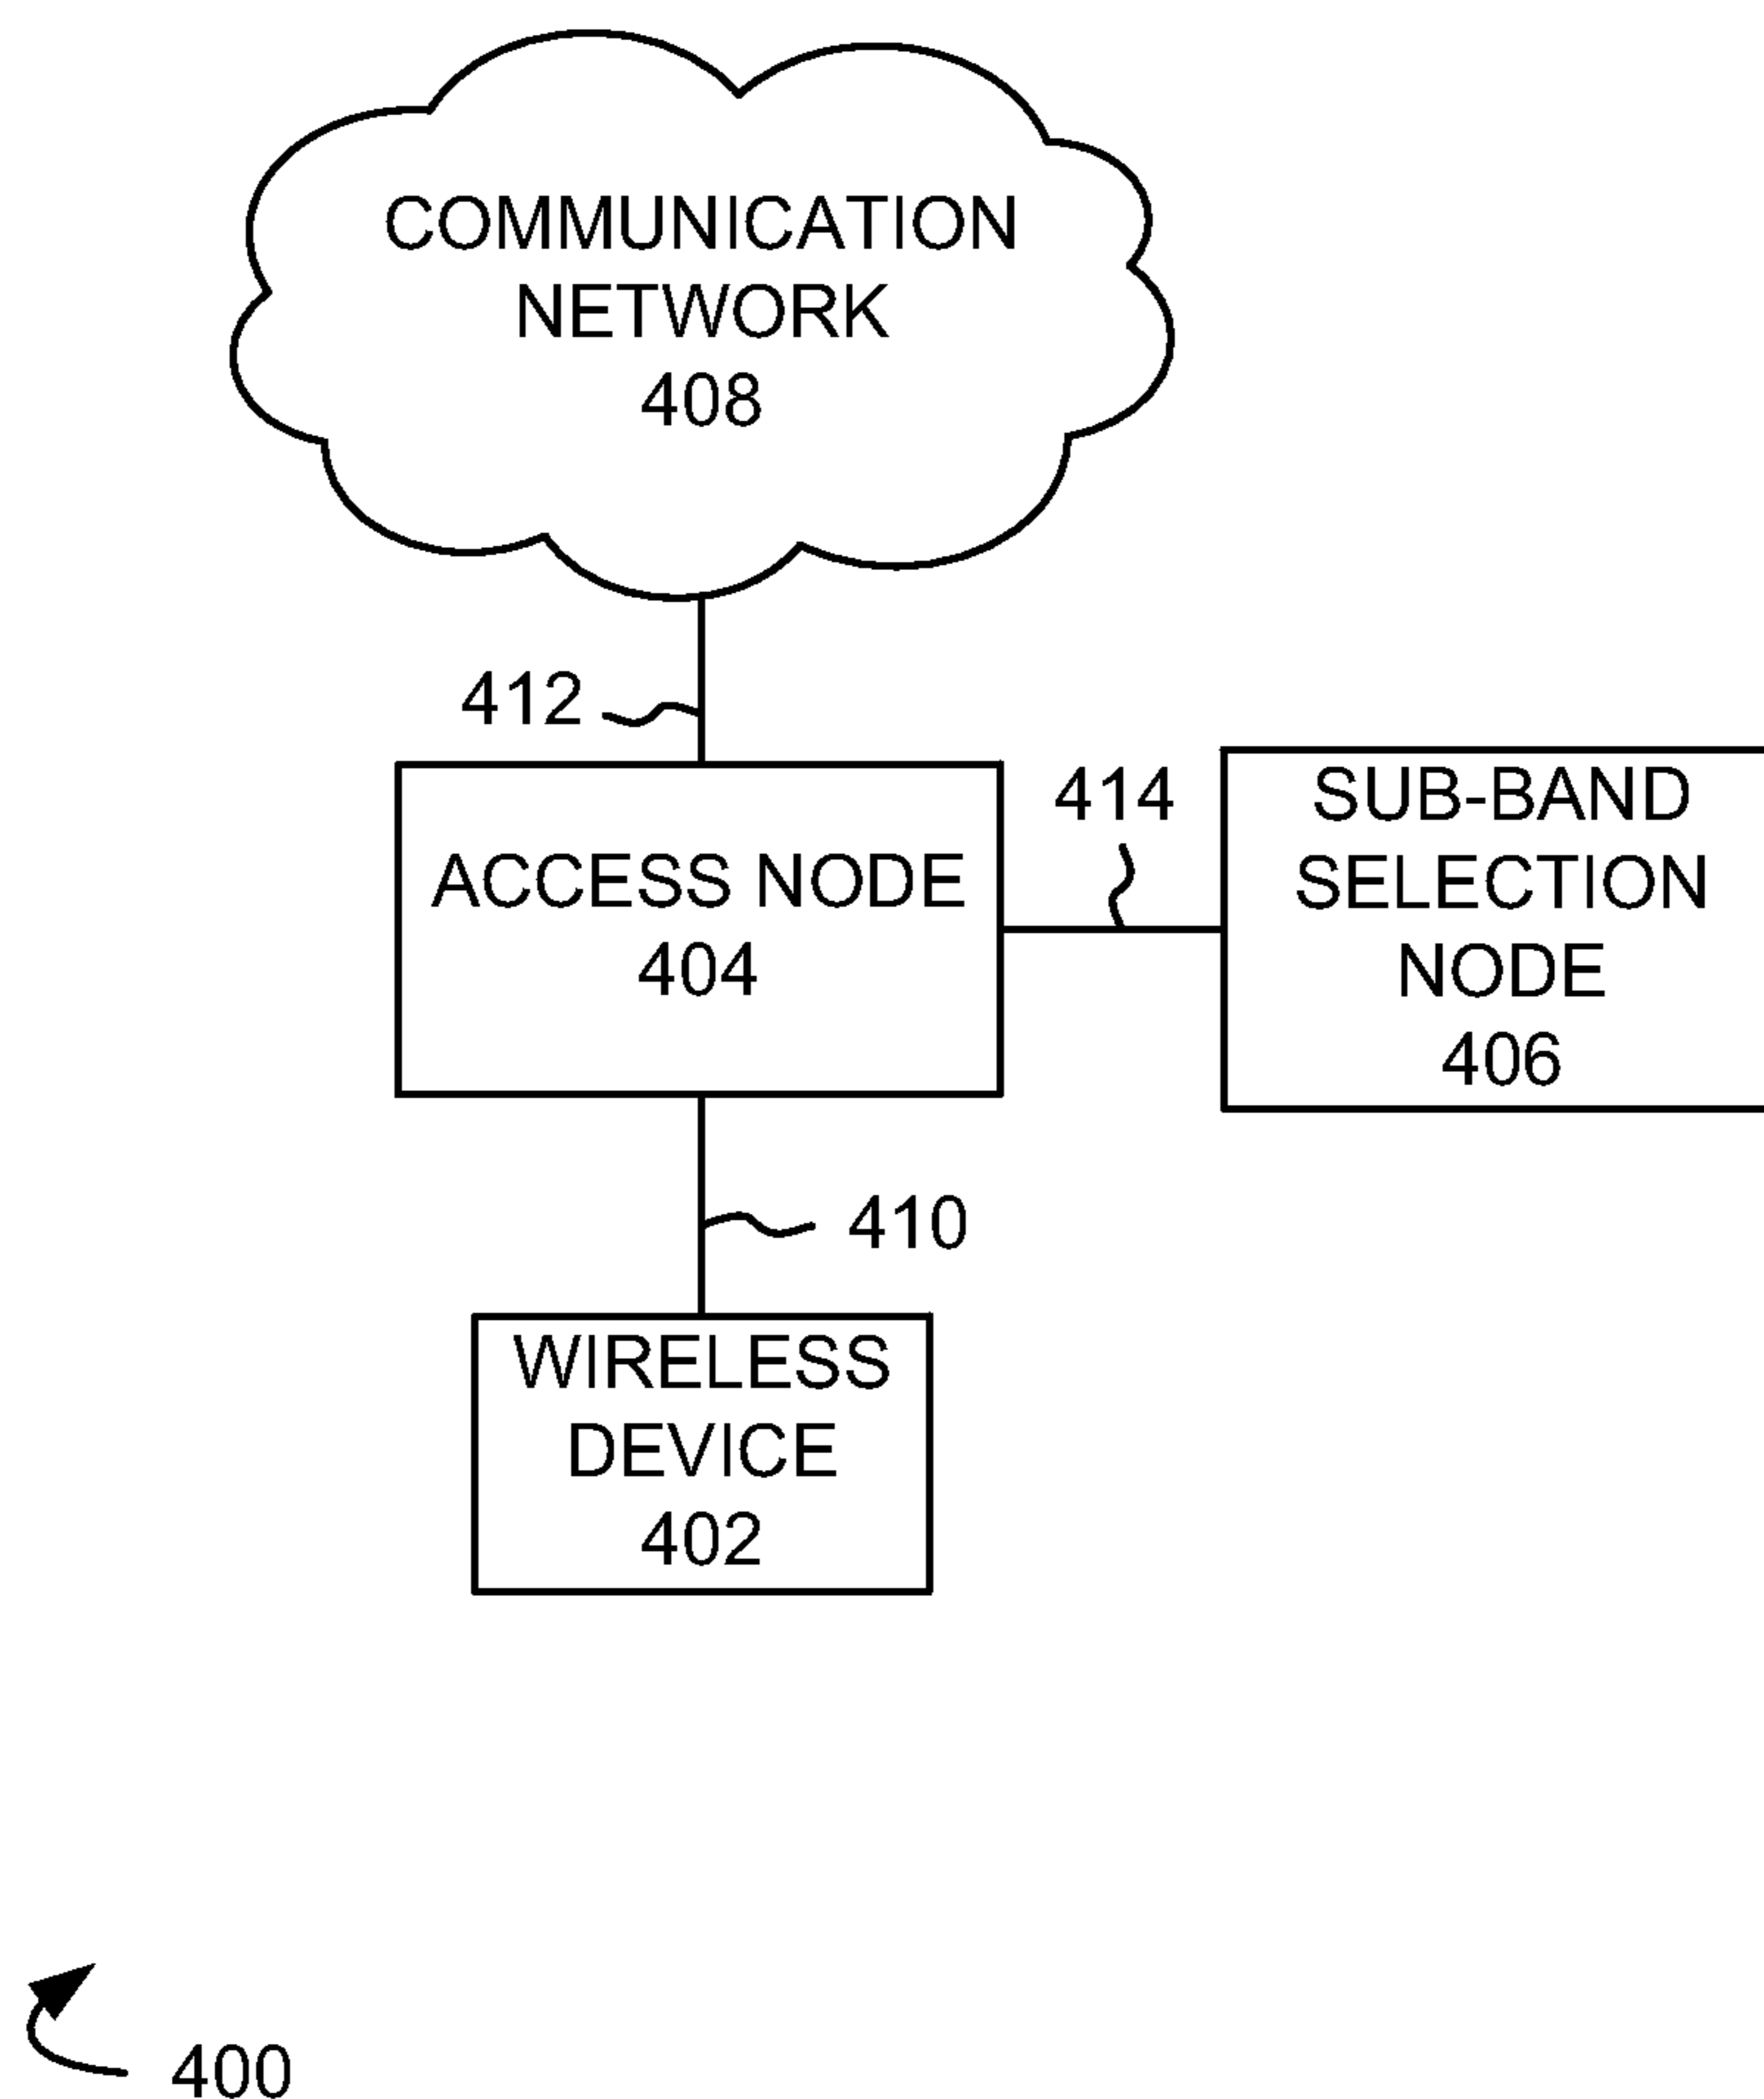 COMMUNICATION
NETWORK
408
412
414
ACCESS NODE
404
SUB-BAND
SELECTION
NODE
406
410
WIRELESS
DEVICE
402
400